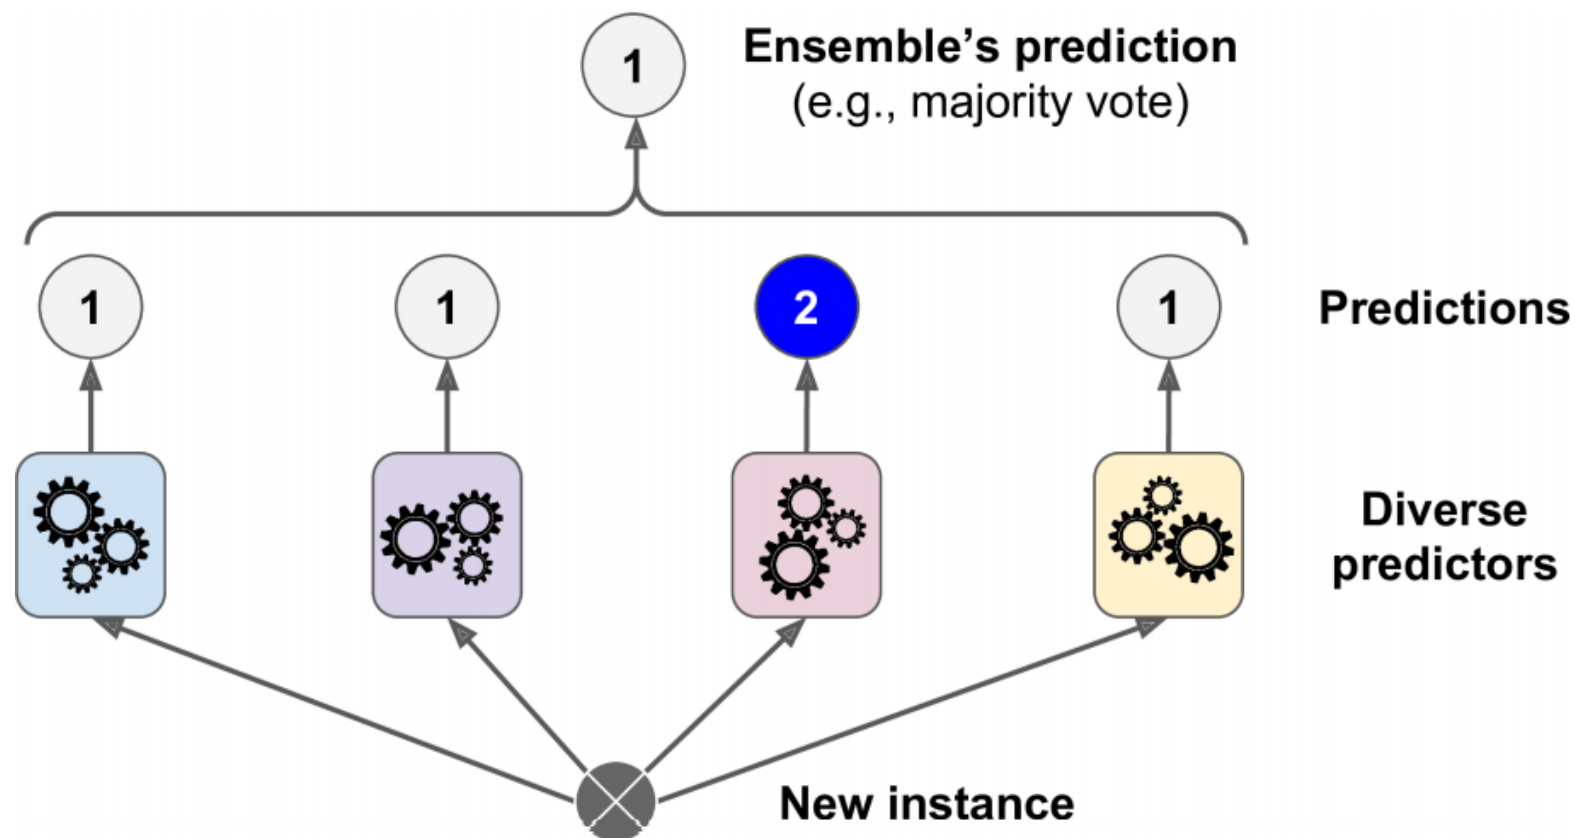 1
Ensemble’s prediction
(e.g., majority vote)
1
1
2
1
Predictions
Diverse
predictors
New instance